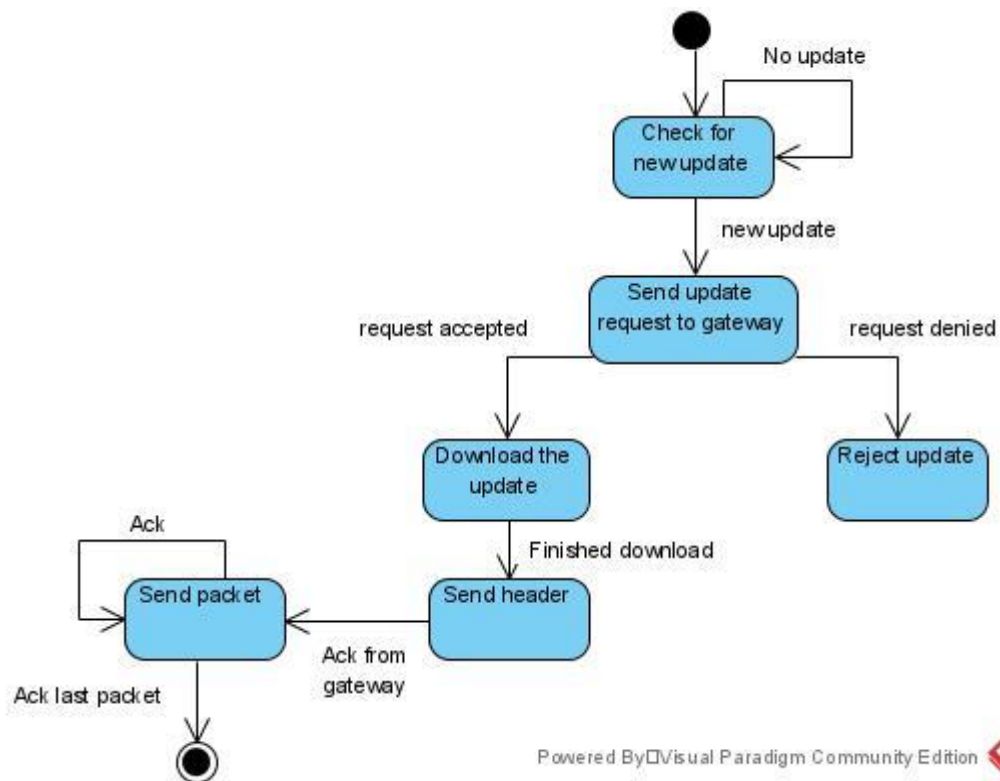 No update
Check for
new update
new update
Send update
request to gateway
request accepted
request denied
Download the
update
Reject update
Ack
Finished download
Send packet
Send header
Ack from
gateway
Ack last packet
Powered By□Visual Paradigm Community Edition